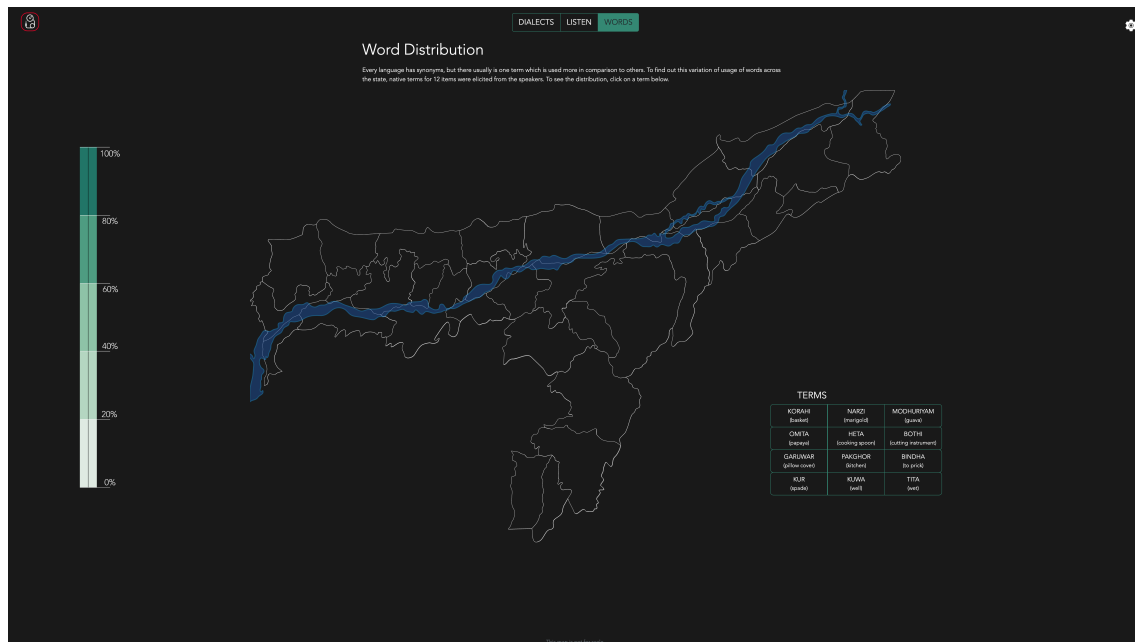 DIALECTS LISTEN WORDS
Word Distribution
Every language has synonyms, but there usually is one term which is used more in comparison to others. To find out this variation of usage of words across
the state, native terms for 12 items were elicited from the speakers. To see the distribution, click on a term below.
100%
80%
60%
40%
20%
0%
TERMS
KORAHI NARZI MODHURIYAM
(basket) (marigold) (guava)
OMITA HETA BOTHI
(papaya) (cooking spoon) (cutting instrument)
GARUWAR PAKGHOR BINDHA
(pillow cover) (kitchen) (to prick)
KUR KUWA TITA
(spade) (well) (wet)